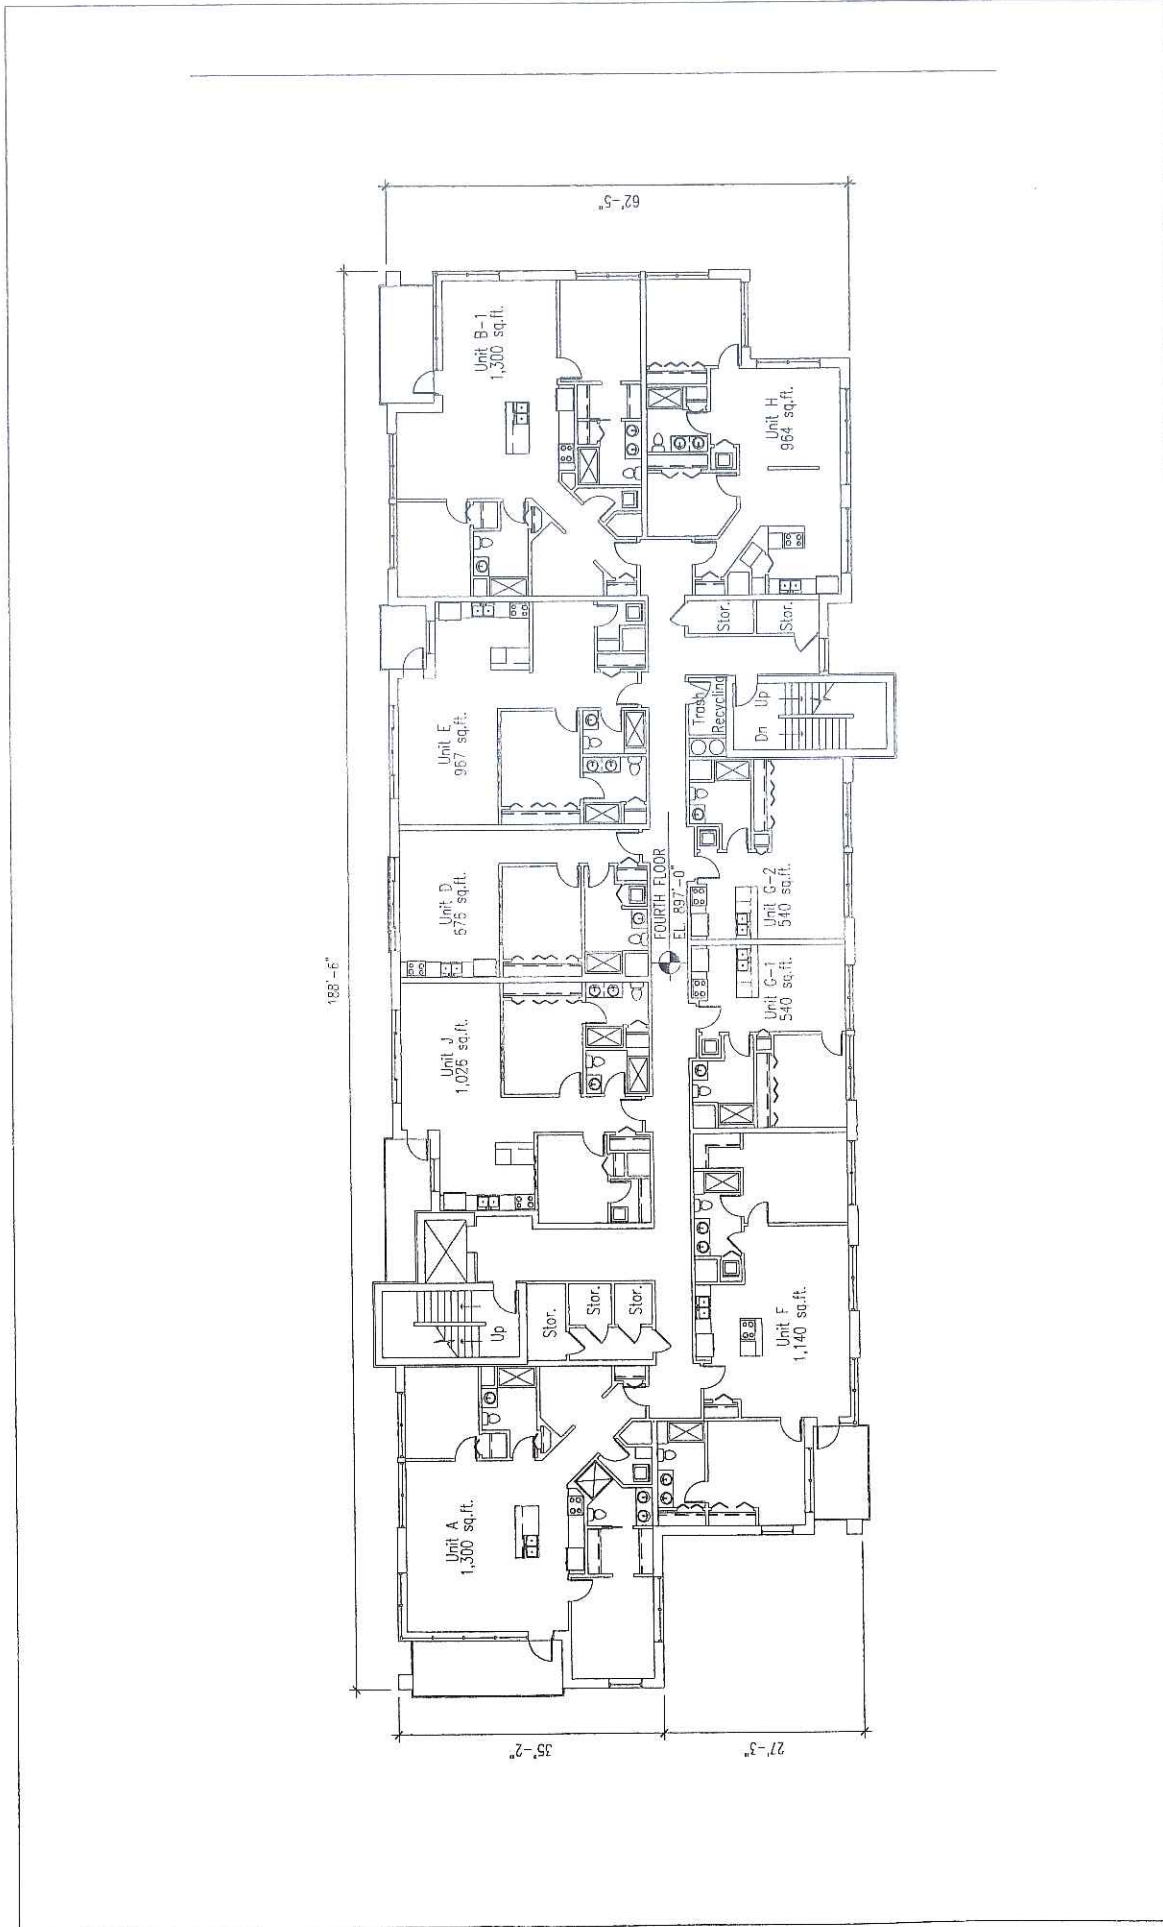 188'-6"
Unit A
1,300 sq.ft.
Up
Stor.
Stor.
Stor.
Unit J
1,026 sq.ft.
Unit D
675 sq.ft.
Unit E
967 sq.ft.
Unit B-1
1,300 sq.ft.
62'-5"
35'-2"
27'-3"
FOURTH FLOOR
EL. 897'-0"
Unit F
1,140 sq.ft.
Unit G-1
540 sq.ft.
Unit G-2
540 sq.ft.
Trash
Recycling
Dn
Up
Stor.
Stor.
Unit H
964 sq.ft.